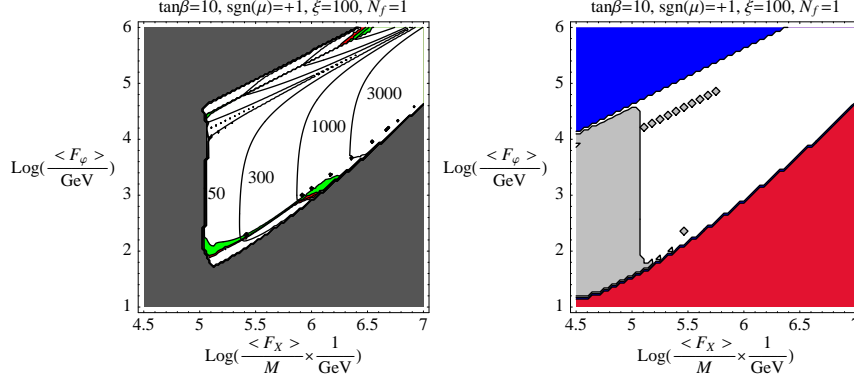 tanβ=10, sgn(μ)=+1, ξ=100, N_f=1
6
5
4
3
2
1
Log(<F_φ>/GeV)
50
300
1000
3000
4.5 5 5.5 6 6.5 7
Log(<F_X>/M × 1/GeV)
tanβ=10, sgn(μ)=+1, ξ=100, N_f=1
6
5
4
3
2
1
Log(<F_φ>/GeV)
4.5 5 5.5 6 6.5 7
Log(<F_X>/M × 1/GeV)